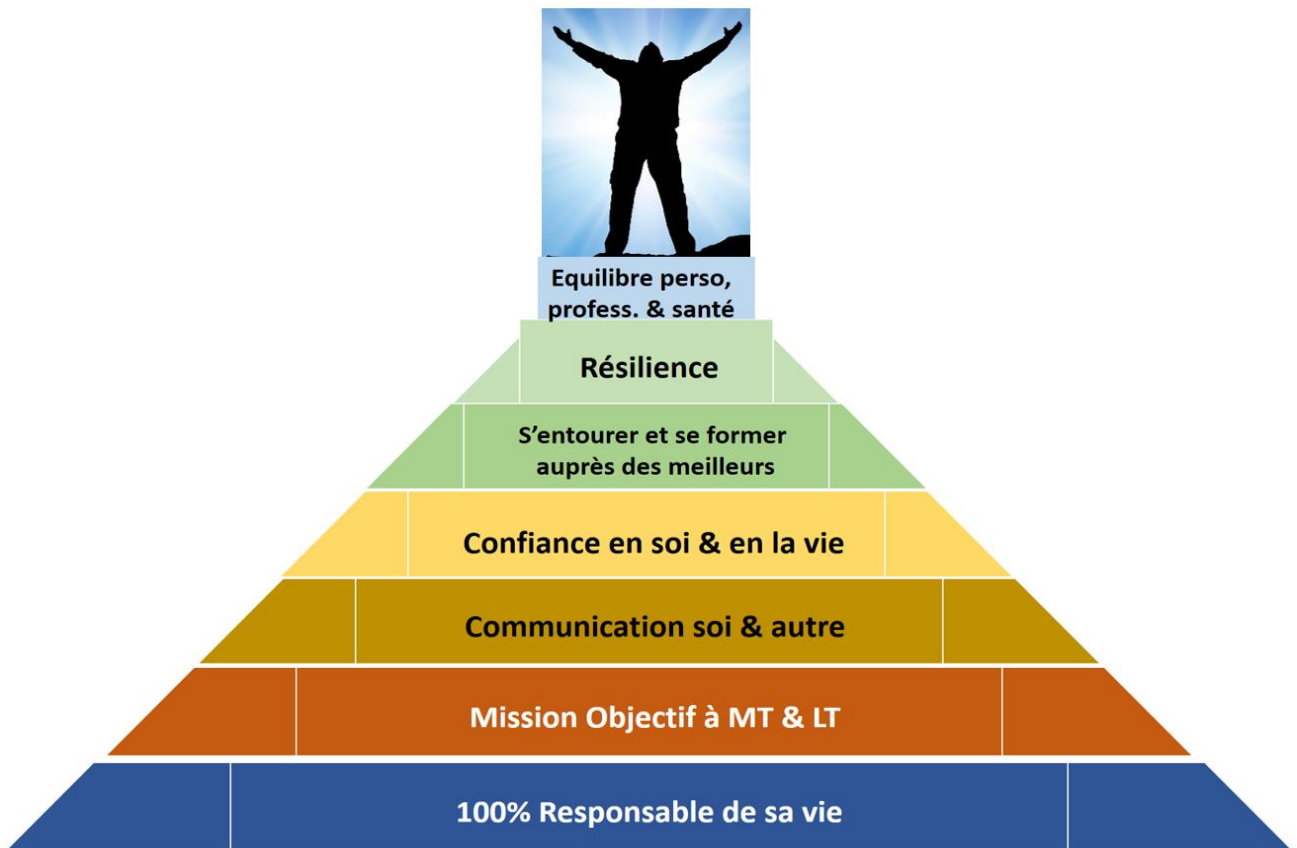 Equilibre perso,
profess. & santé
Résilience
S’entourer et se former
auprès des meilleurs
Confiance en soi & en la vie
Communication soi & autre
Mission Objectif à MT & LT
100% Responsable de sa vie